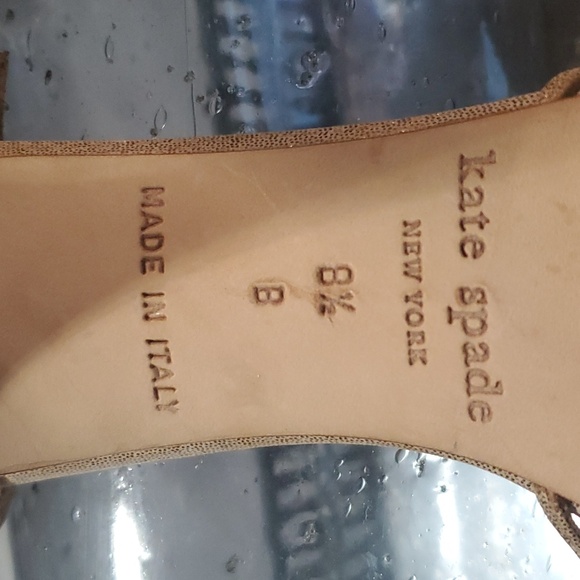 kate spade
NEW YORK
8½
B
MADE IN ITALY